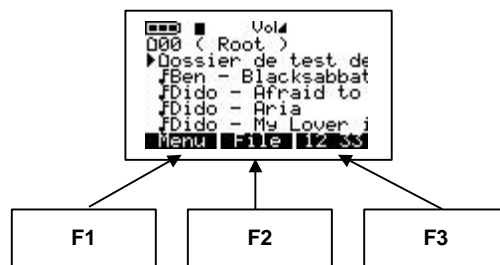 Vol
000 ( Root )
Dossier de test de
Ben - Blacksabbat
Dido - Afraid to
Dido - Aria
Dido - My Lover i
Menu File 12 33
F1 F2 F3